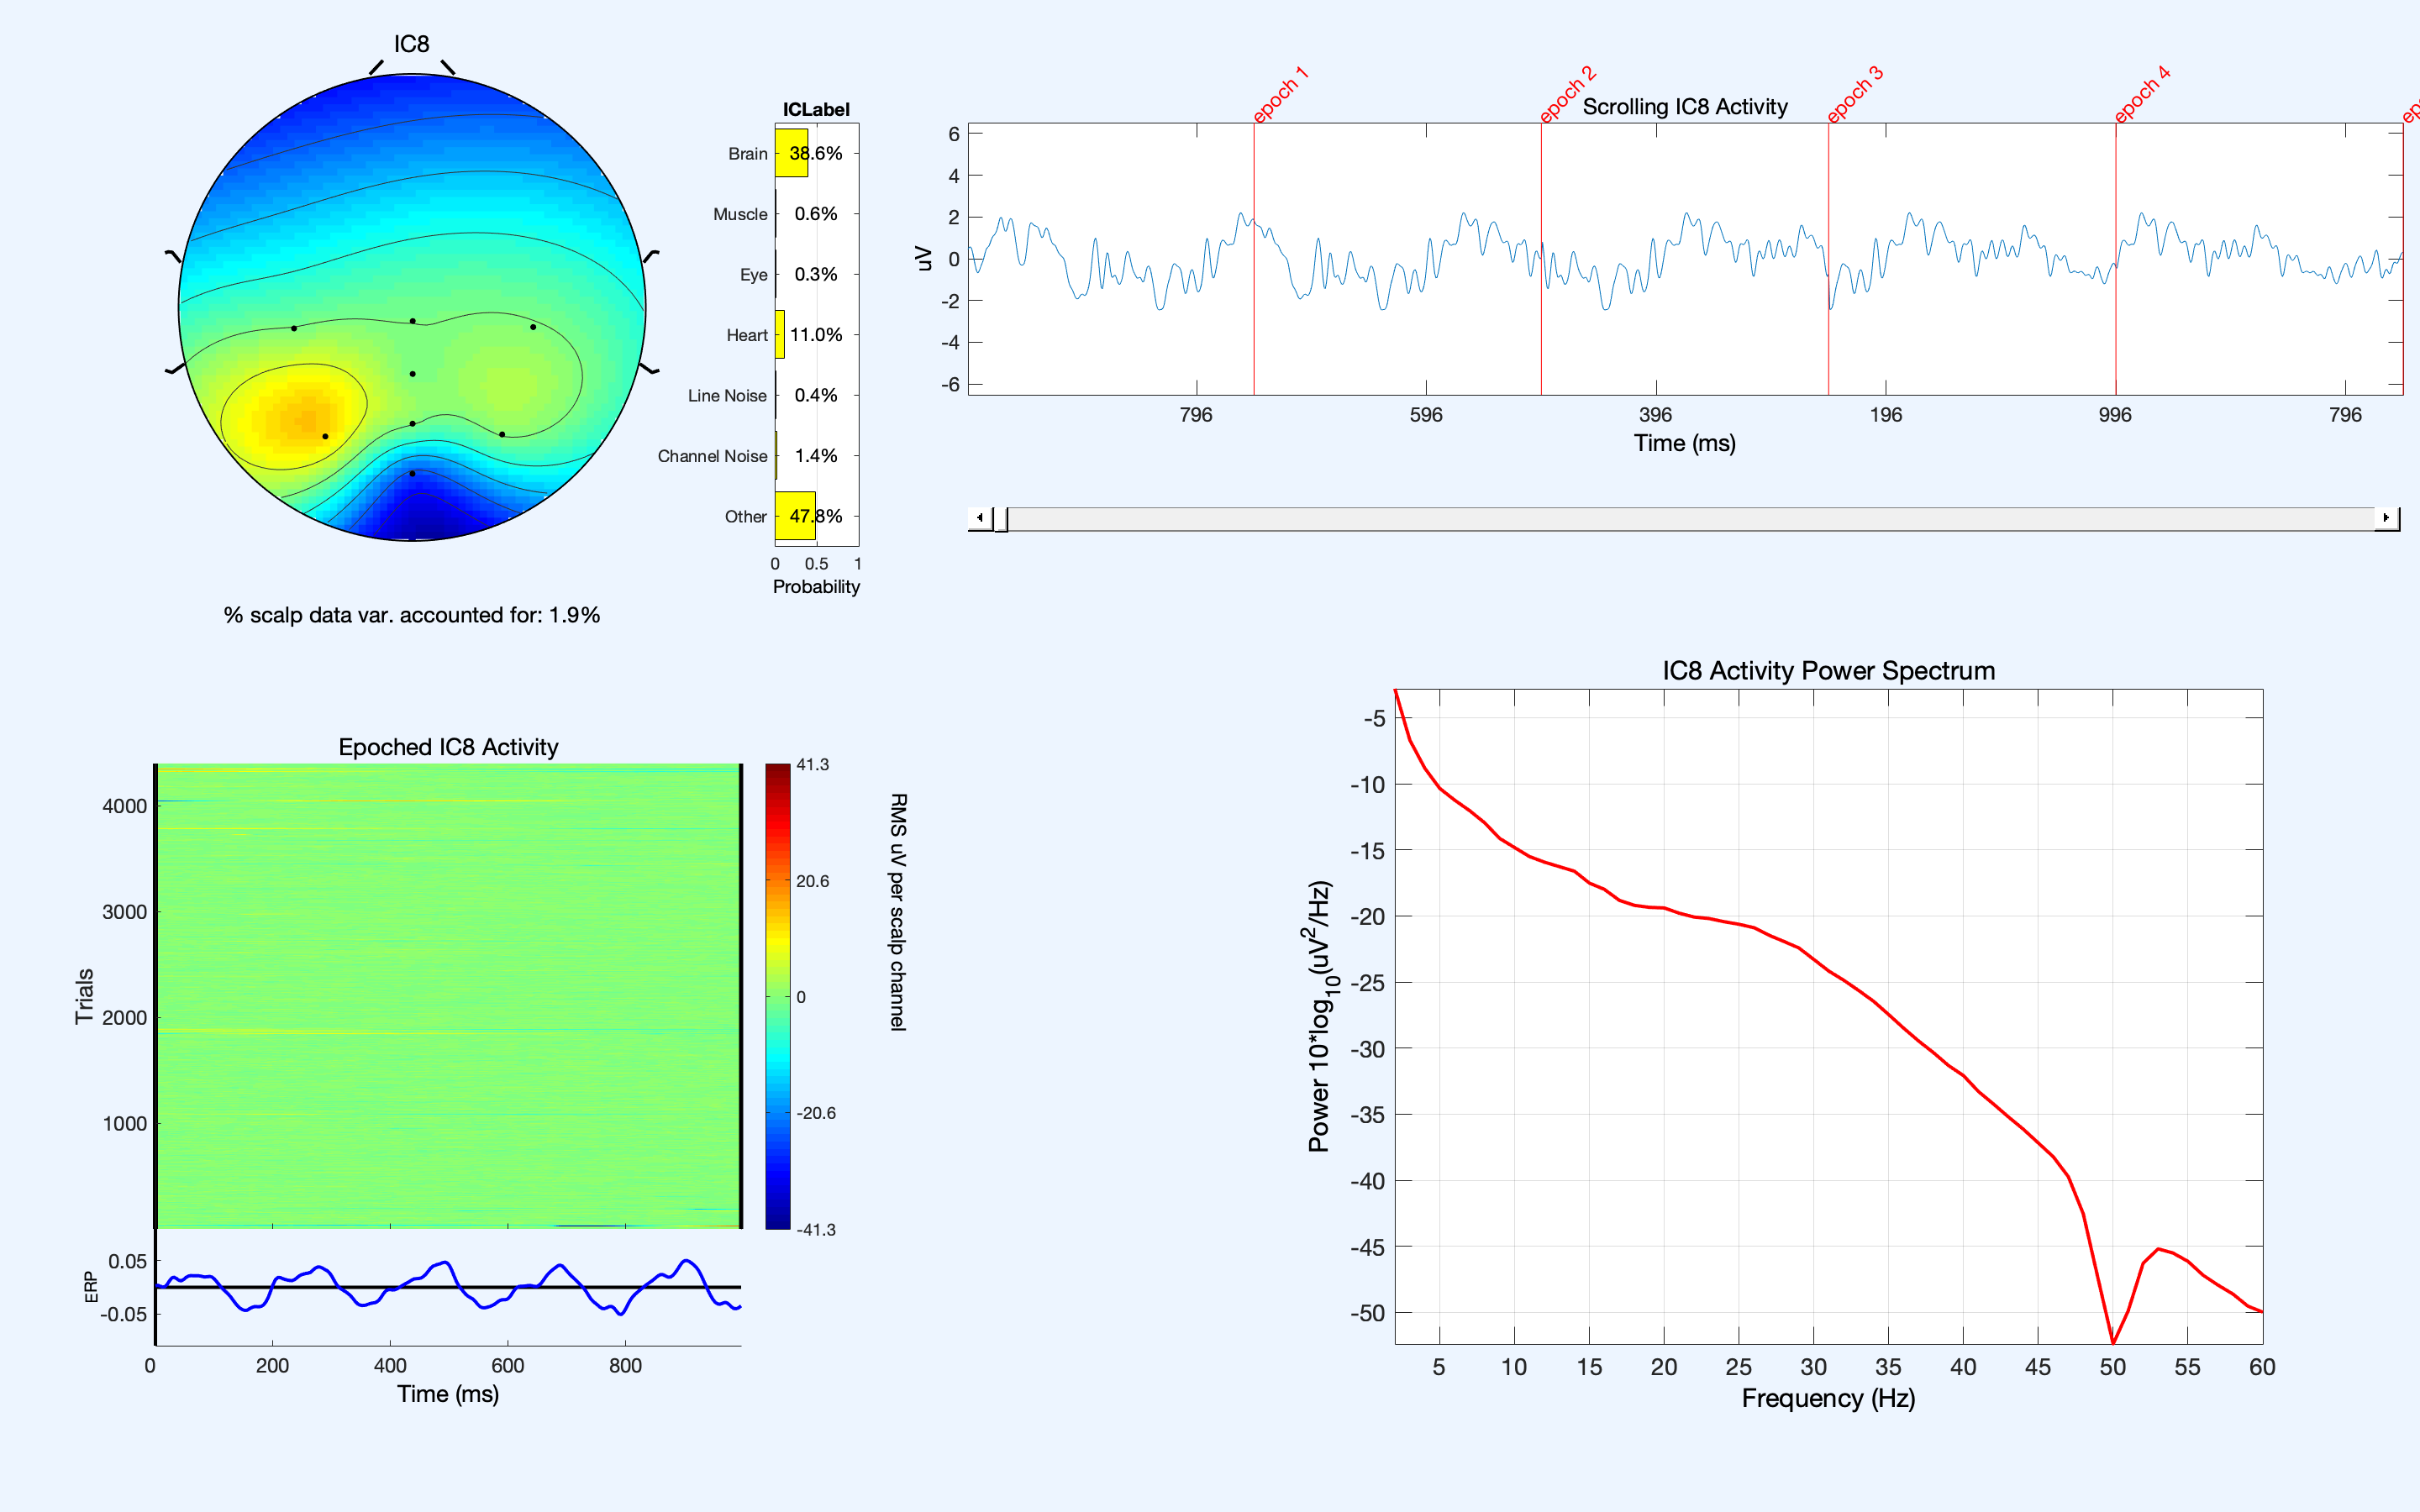 IC8
ICLabel
Brain 38.6%
Muscle 0.6%
Eye 0.3%
Heart 11.0%
Line Noise 0.4%
Channel Noise 1.4%
Other 47.8%
0 0.5 1
Probability
% scalp data var. accounted for: 1.9%
epoch 1
epoch 2
epoch 3
epoch 4
Scrolling IC8 Activity
6
4
2
0
-2
-4
-6
uV
796 596 396 196 996 796
Time (ms)
Epoched IC8 Activity
4000
3000
2000
1000
Trials
41.3
20.6
0
-20.6
-41.3
RMS uV per scalp channel
0.05
-0.05
ERP
0 200 400 600 800
Time (ms)
IC8 Activity Power Spectrum
-5
-10
-15
-20
-25
-30
-35
-40
-45
-50
Power 10*log10(uV2/Hz)
5 10 15 20 25 30 35 40 45 50 55 60
Frequency (Hz)